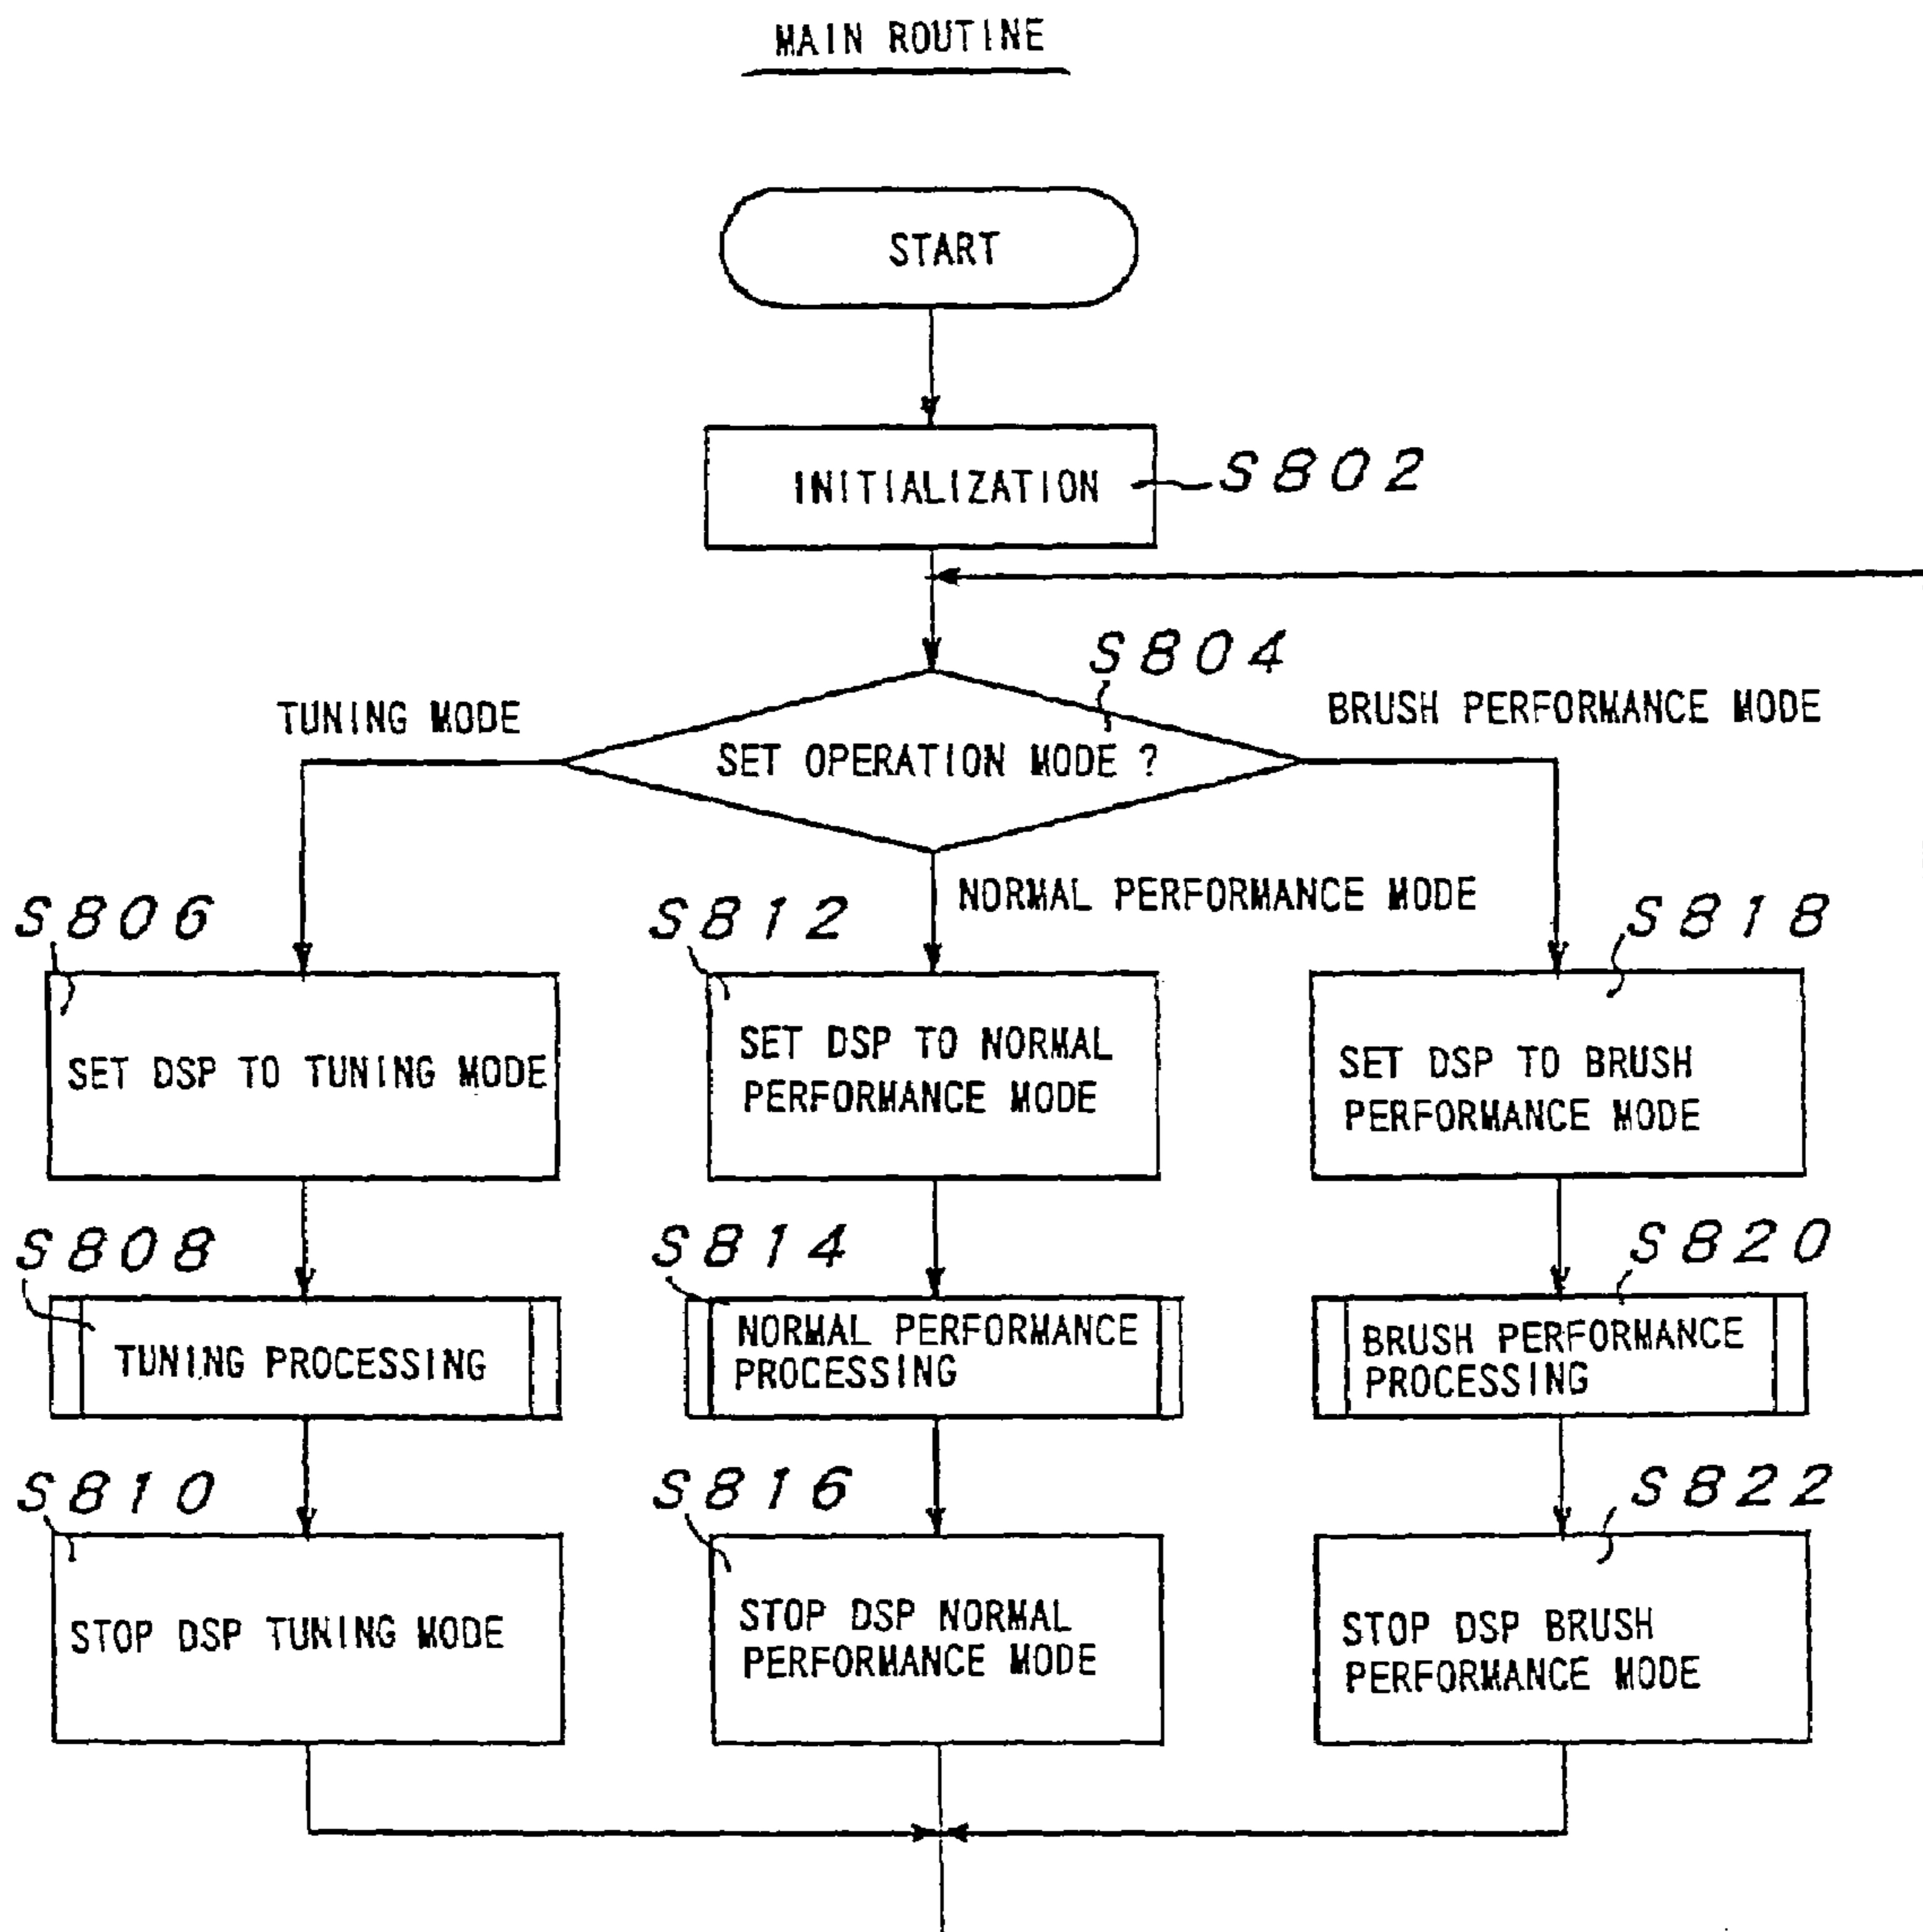 MAIN ROUTINE
START
INITIALIZATION
S802
S804
TUNING MODE
BRUSH PERFORMANCE MODE
SET OPERATION MODE ?
NORMAL PERFORMANCE MODE
S806
S812
S818
SET DSP TO TUNING MODE
SET DSP TO NORMAL
PERFORMANCE MODE
SET DSP TO BRUSH
PERFORMANCE MODE
S808
S814
S820
TUNING PROCESSING
NORMAL PERFORMANCE
PROCESSING
BRUSH PERFORMANCE
PROCESSING
S810
S816
S822
STOP DSP TUNING MODE
STOP DSP NORMAL
PERFORMANCE MODE
STOP DSP BRUSH
PERFORMANCE MODE